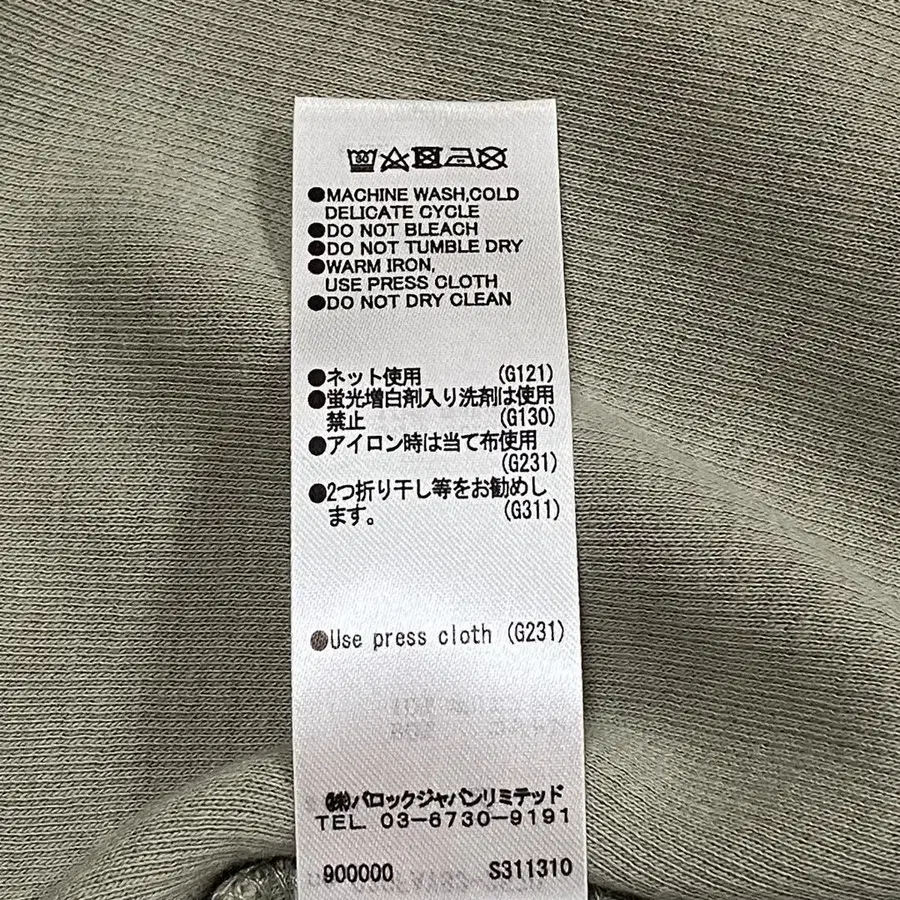 ●MACHINE WASH,COLD
DELICATE CYCLE
●DO NOT BLEACH
●DO NOT TUMBLE DRY
●WARM IRON,
USE PRESS CLOTH
●DO NOT DRY CLEAN
●ネット使用 (G121)
●蛍光増白剤入り洗剤は使用
禁止 (G130)
●アイロン時は当て布使用
(G231)
●2つ折り干し等をお勧めし
ます。 (G311)
●Use press cloth (G231)
㈱バロックジャパンリミテッド
TEL 03-6730-9191
900000 S311310